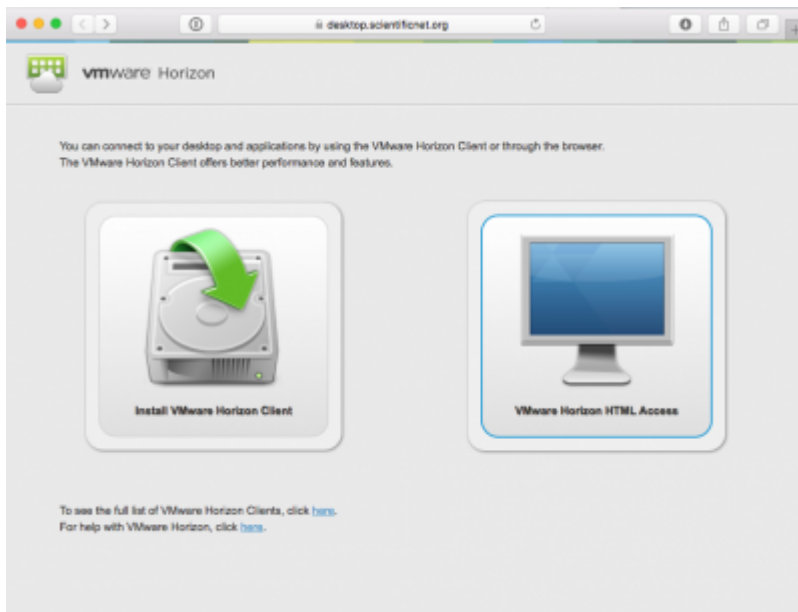 desktop.scientificnet.org
vmware Horizon
You can connect to your desktop and applications by using the VMware Horizon Client or through the browser.
The VMware Horizon Client offers better performance and features.
Install VMware Horizon Client
VMware Horizon HTML Access
To see the full list of VMware Horizon Clients, click here.
For help with VMware Horizon, click here.